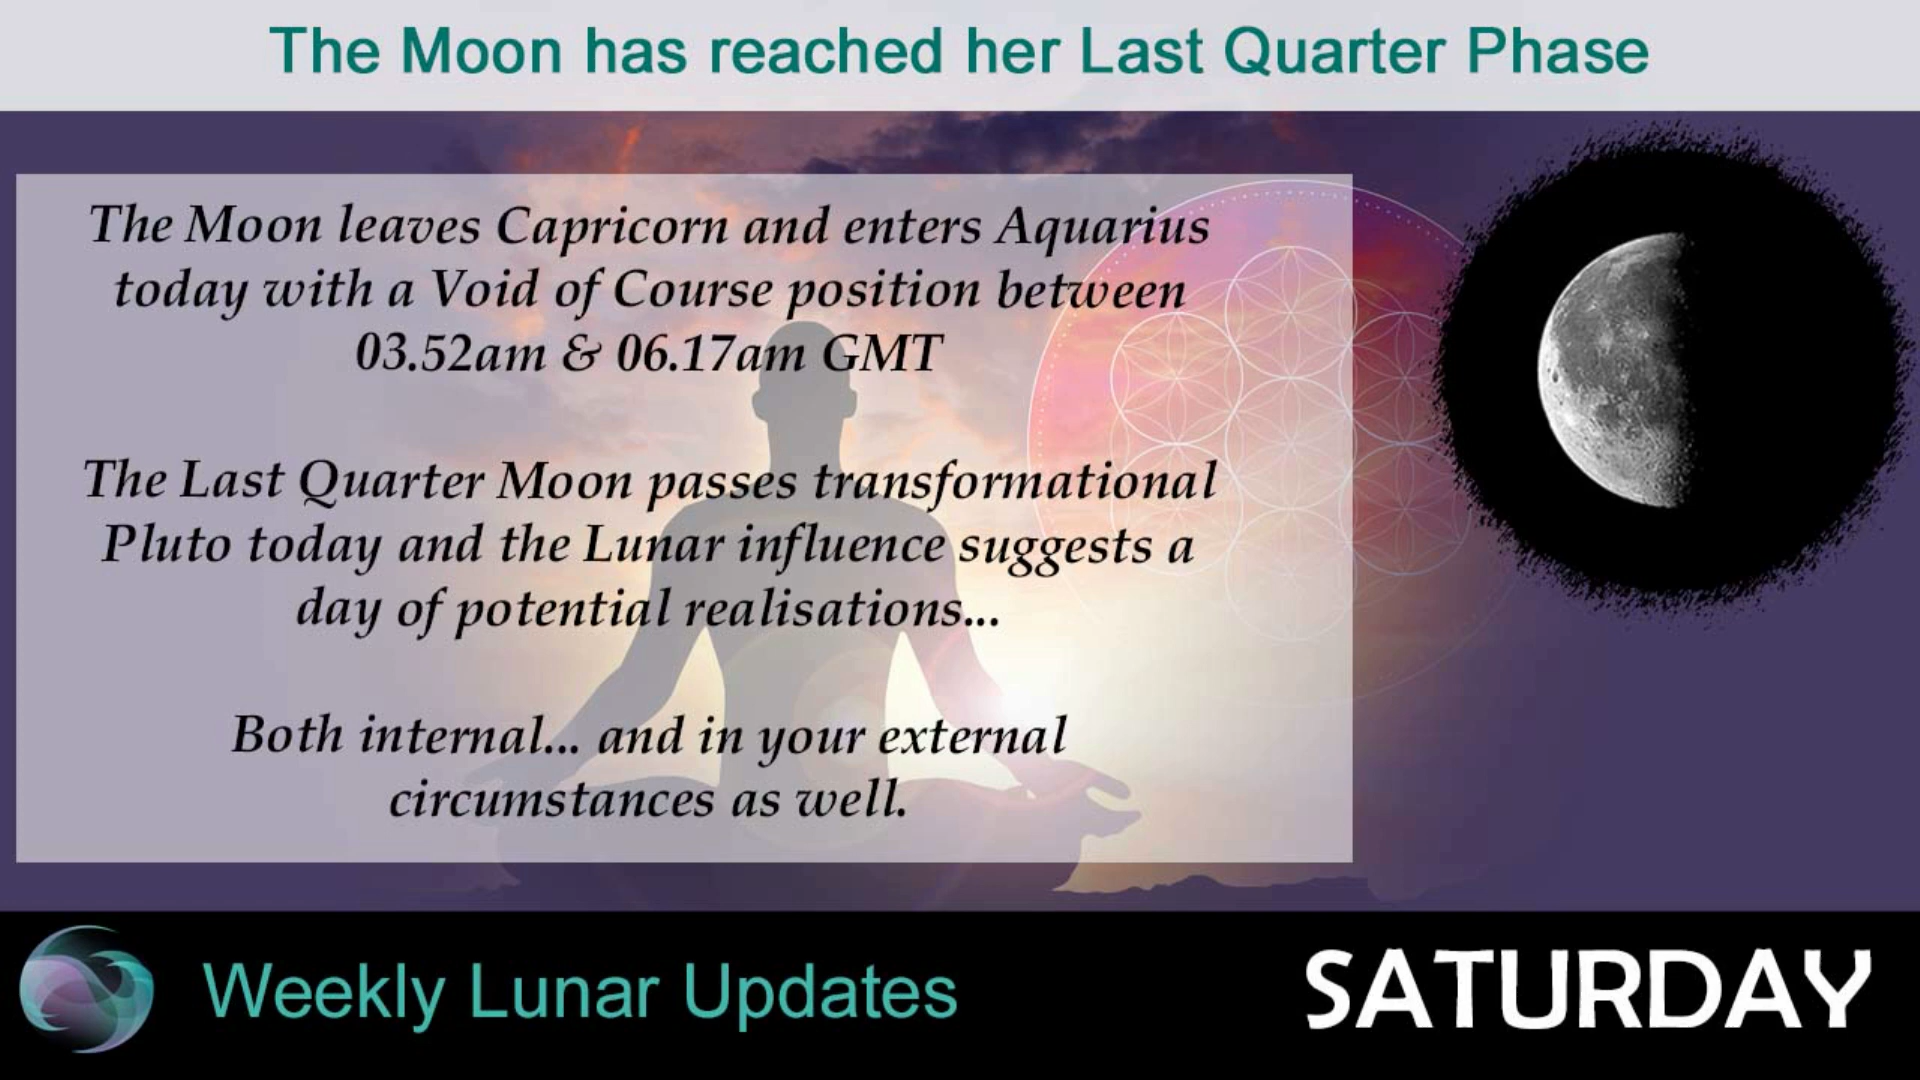 The Moon has reached her Last Quarter Phase
The Moon leaves Capricorn and enters Aquarius
today with a Void of Course position between
03.52am & 06.17am GMT
The Last Quarter Moon passes transformational
Pluto today and the Lunar influence suggests a
day of potential realisations...
Both internal... and in your external
circumstances as well.
Weekly Lunar Updates
SATURDAY